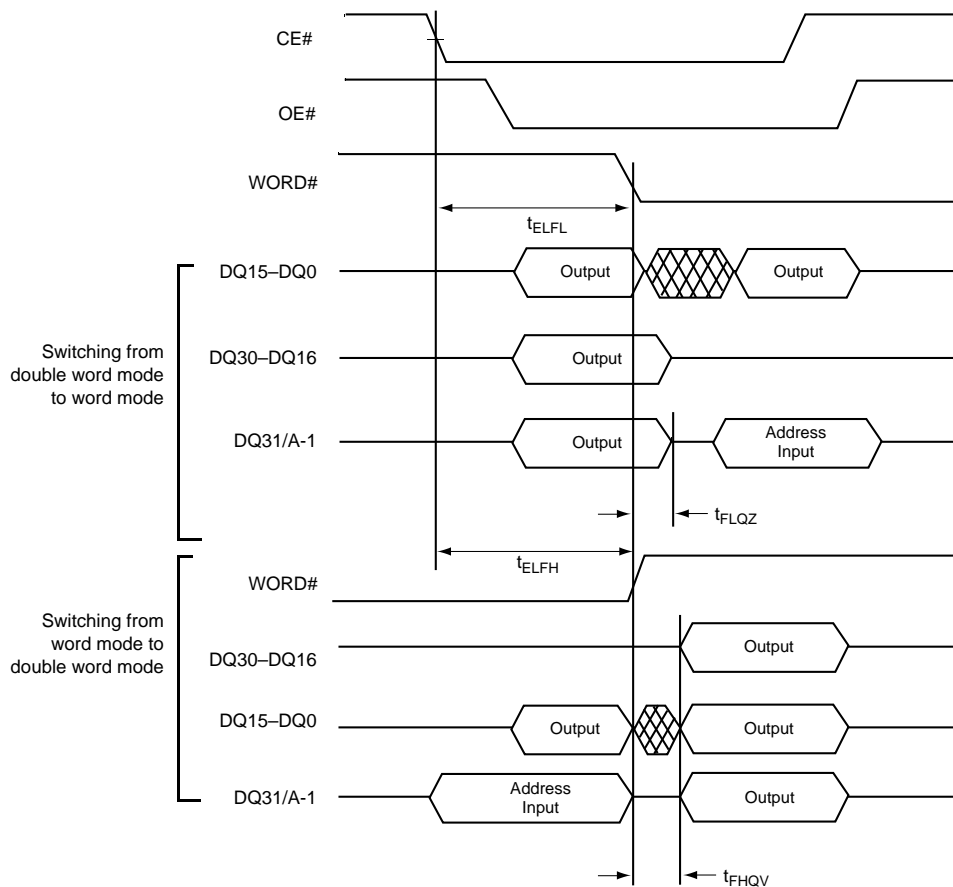 CE#
OE#
WORD#
tELFL
Switching from
double word mode
to word mode
DQ15–DQ0
Output
Output
DQ30–DQ16
Output
DQ31/A-1
Output
Address
Input
tFLQZ
tELFH
Switching from
word mode to
double word mode
WORD#
DQ30–DQ16
Output
DQ15–DQ0
Output
Output
DQ31/A-1
Address
Input
Output
tFHQV